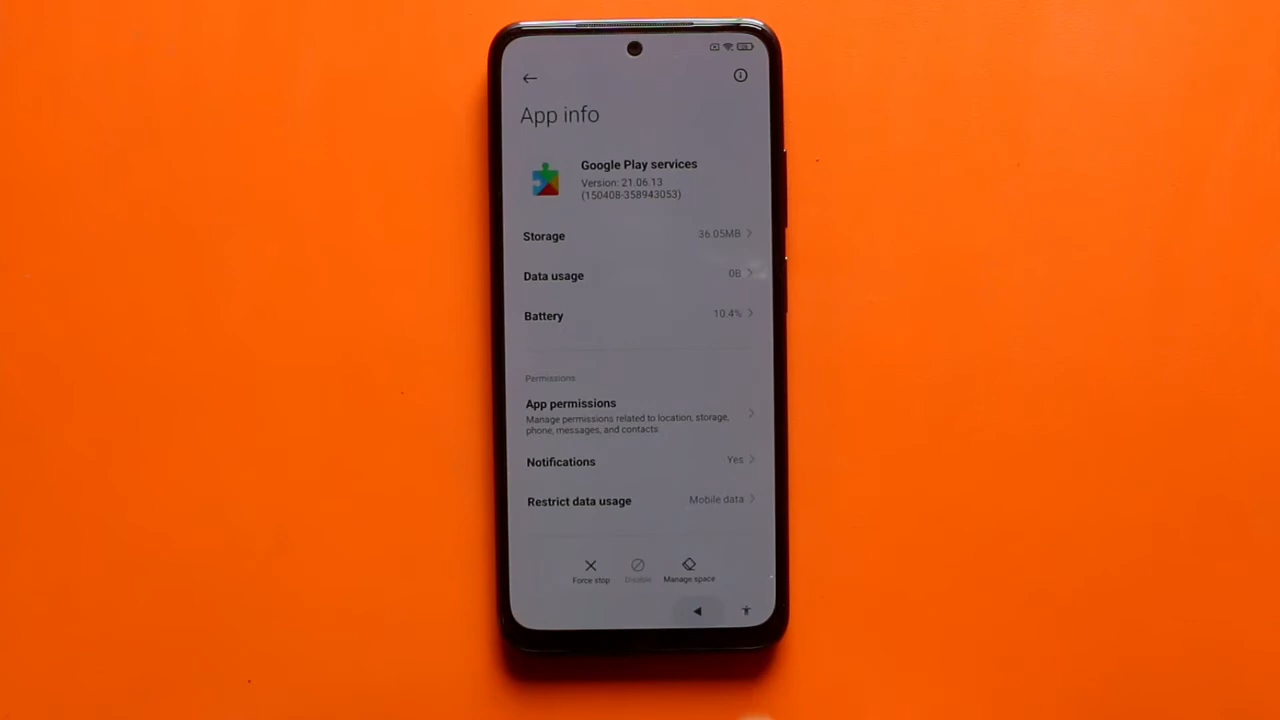 App info
Google Play services
Version: 21.06.13
(150408-358943053)
Storage 36.05MB
Data usage 0B
Battery 10.4%
Permissions
App permissions
Manage permissions related to location, storage,
phone, messages, and contacts.
Notifications Yes
Restrict data usage Mobile data
Force stop Disable Manage space